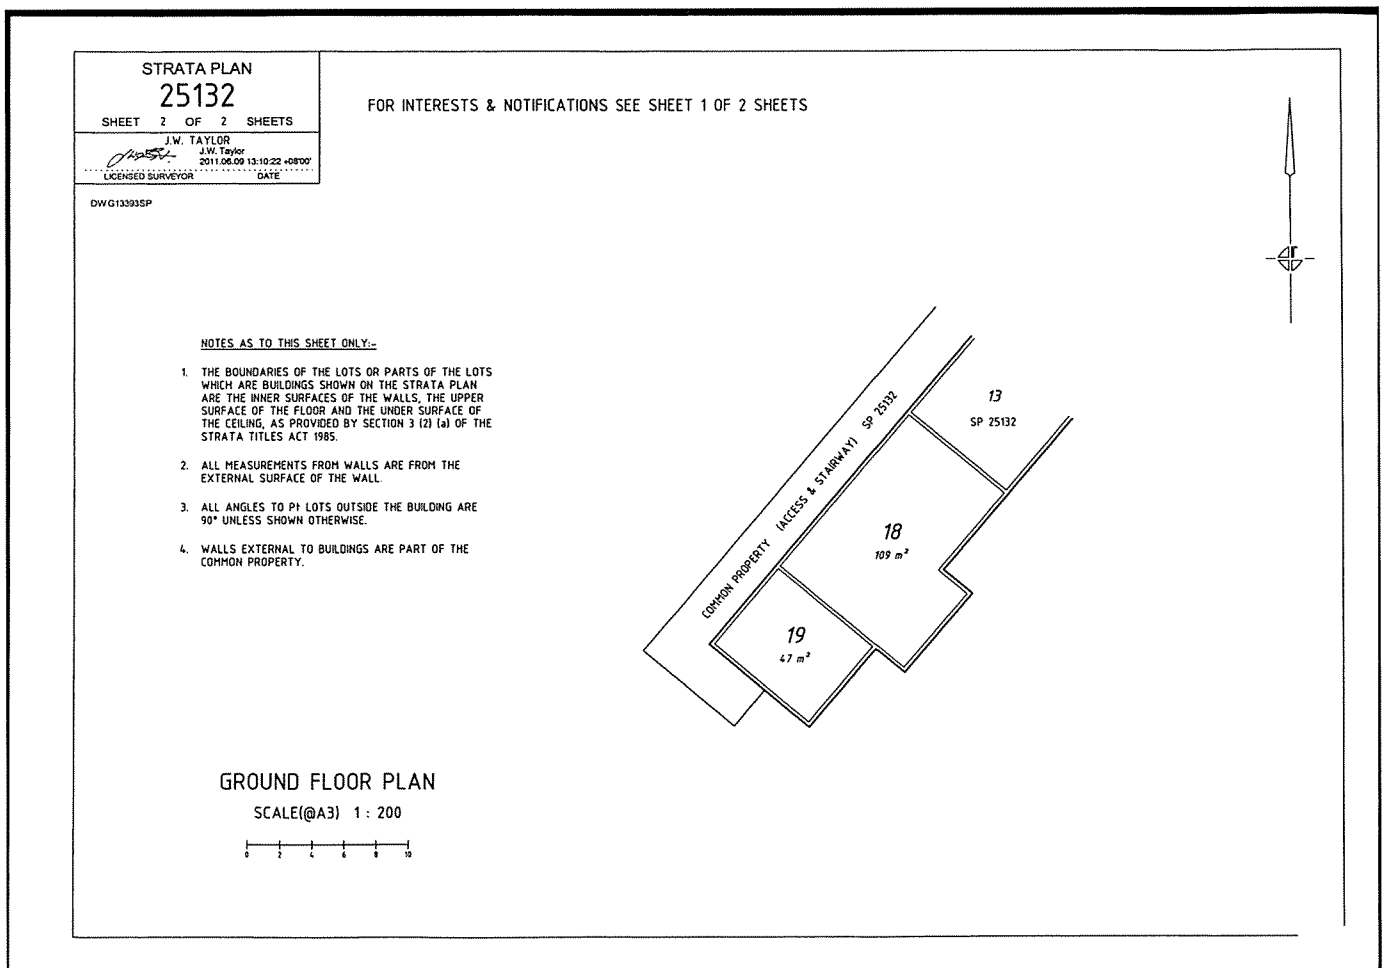 STRATA PLAN
25132
SHEET 2 OF 2 SHEETS
J.W. TAYLOR
J.W. Taylor
2011.06.09 13:10:22 +08'00'
LICENSED SURVEYOR DATE
DWG13393SP
FOR INTERESTS & NOTIFICATIONS SEE SHEET 1 OF 2 SHEETS
NOTES AS TO THIS SHEET ONLY:-
1. THE BOUNDARIES OF THE LOTS OR PARTS OF THE LOTS
WHICH ARE BUILDINGS SHOWN ON THE STRATA PLAN
ARE THE INNER SURFACES OF THE WALLS, THE UPPER
SURFACE OF THE FLOOR AND THE UNDER SURFACE OF
THE CEILING, AS PROVIDED BY SECTION 3 (2) (a) OF THE
STRATA TITLES ACT 1985.
2. ALL MEASUREMENTS FROM WALLS ARE FROM THE
EXTERNAL SURFACE OF THE WALL.
3. ALL ANGLES TO Pt LOTS OUTSIDE THE BUILDING ARE
90° UNLESS SHOWN OTHERWISE.
4. WALLS EXTERNAL TO BUILDINGS ARE PART OF THE
COMMON PROPERTY.
COMMON PROPERTY (ACCESS & STAIRWAY) SP 25132
13
SP 25132
18
109 m²
19
47 m²
GROUND FLOOR PLAN
SCALE(@A3) 1 : 200
0 2 4 6 8 10